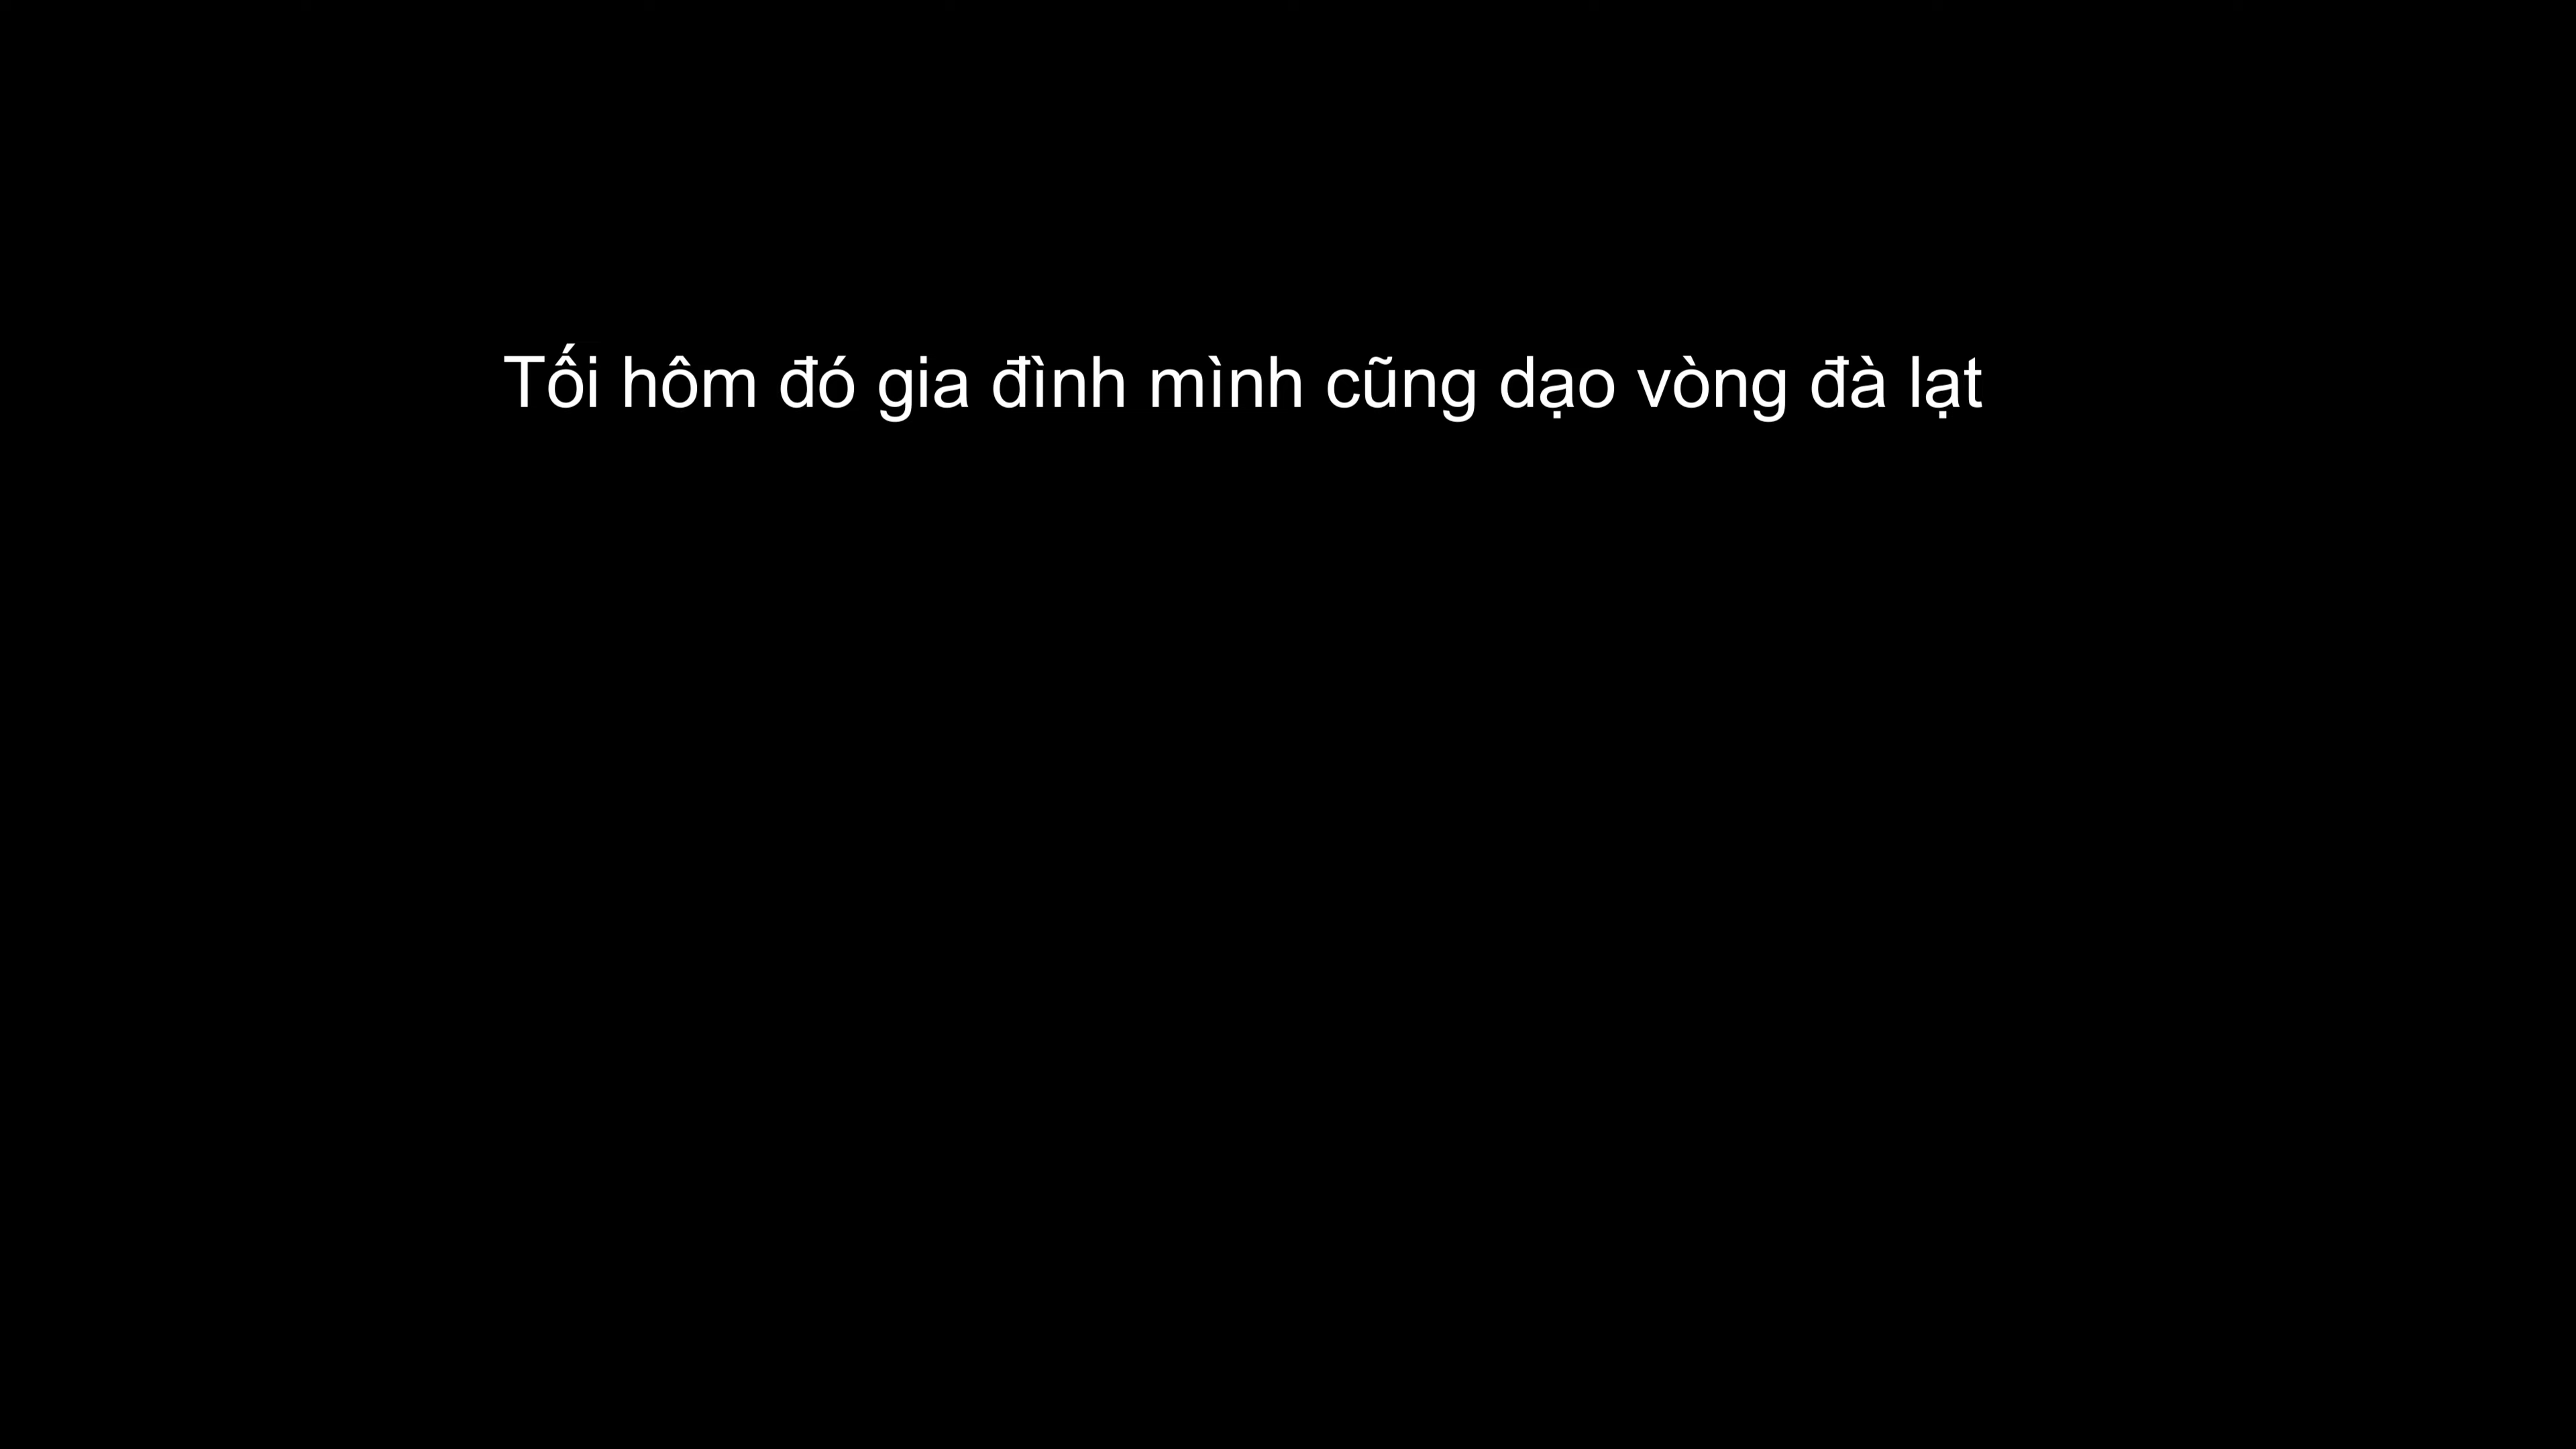 Tối hôm đó gia đình mình cũng dạo vòng đà lạt